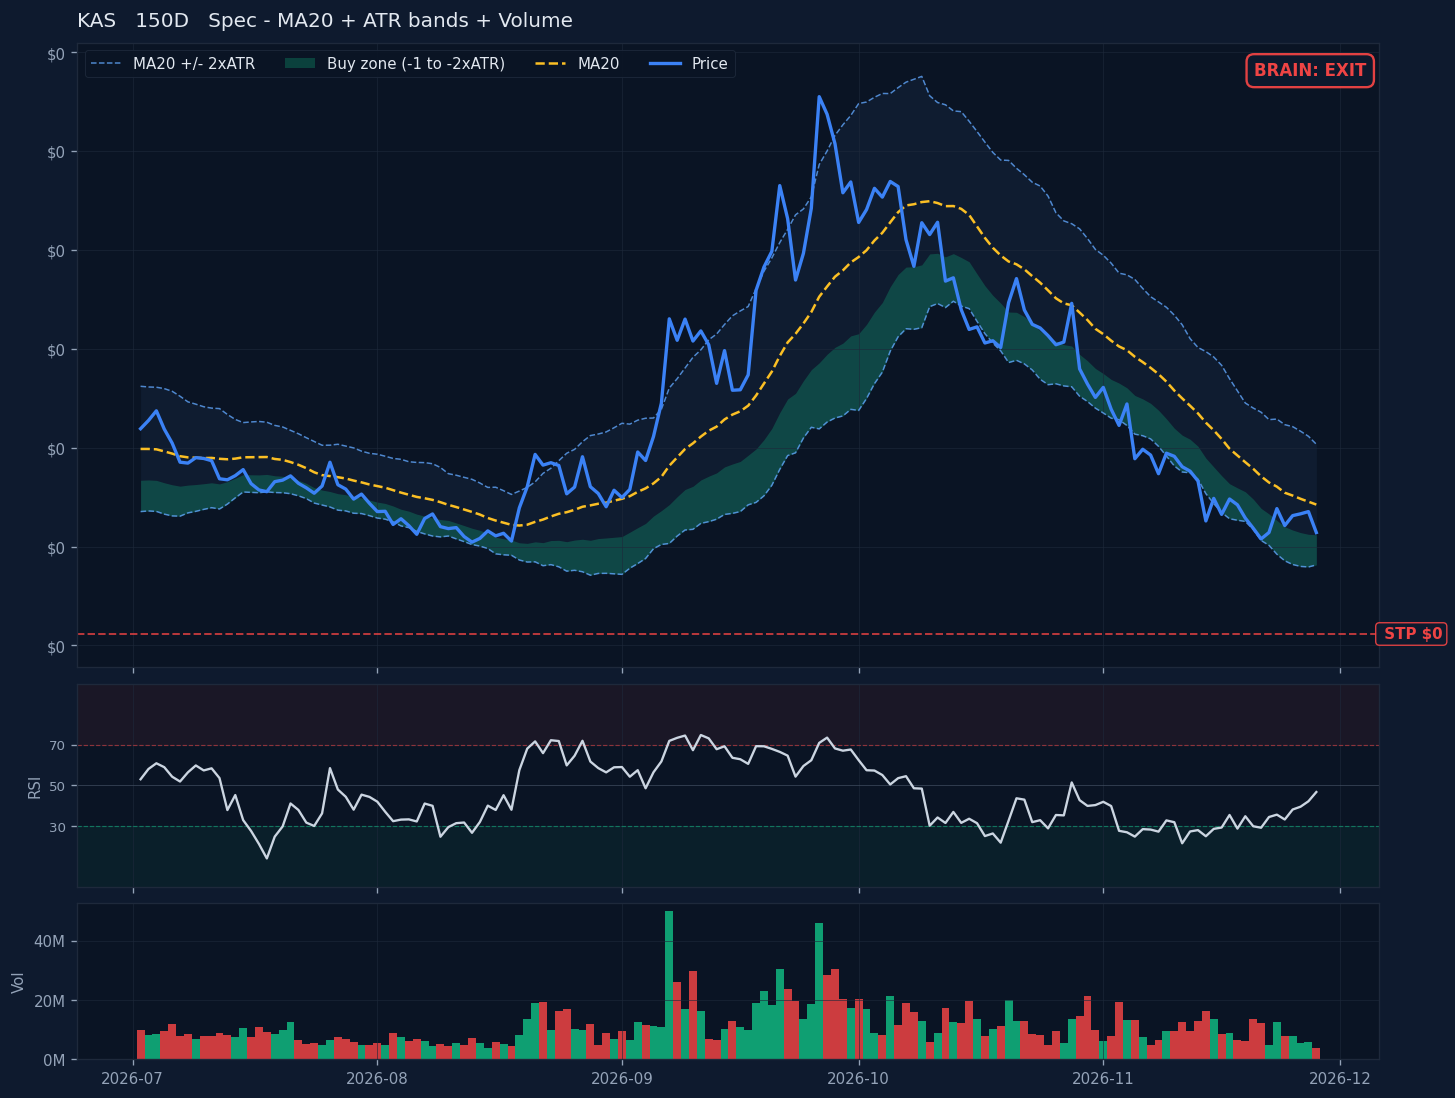 KAS 150D Spec - MA20 + ATR bands + Volume
MA20 +/- 2xATR Buy zone (-1 to -2xATR) MA20 Price
BRAIN: EXIT
$0
$0
$0
$0
$0
$0
$0
STP $0
RSI
70
50
30
Vol
40M
20M
0M
2026-07 2026-08 2026-09 2026-10 2026-11 2026-12